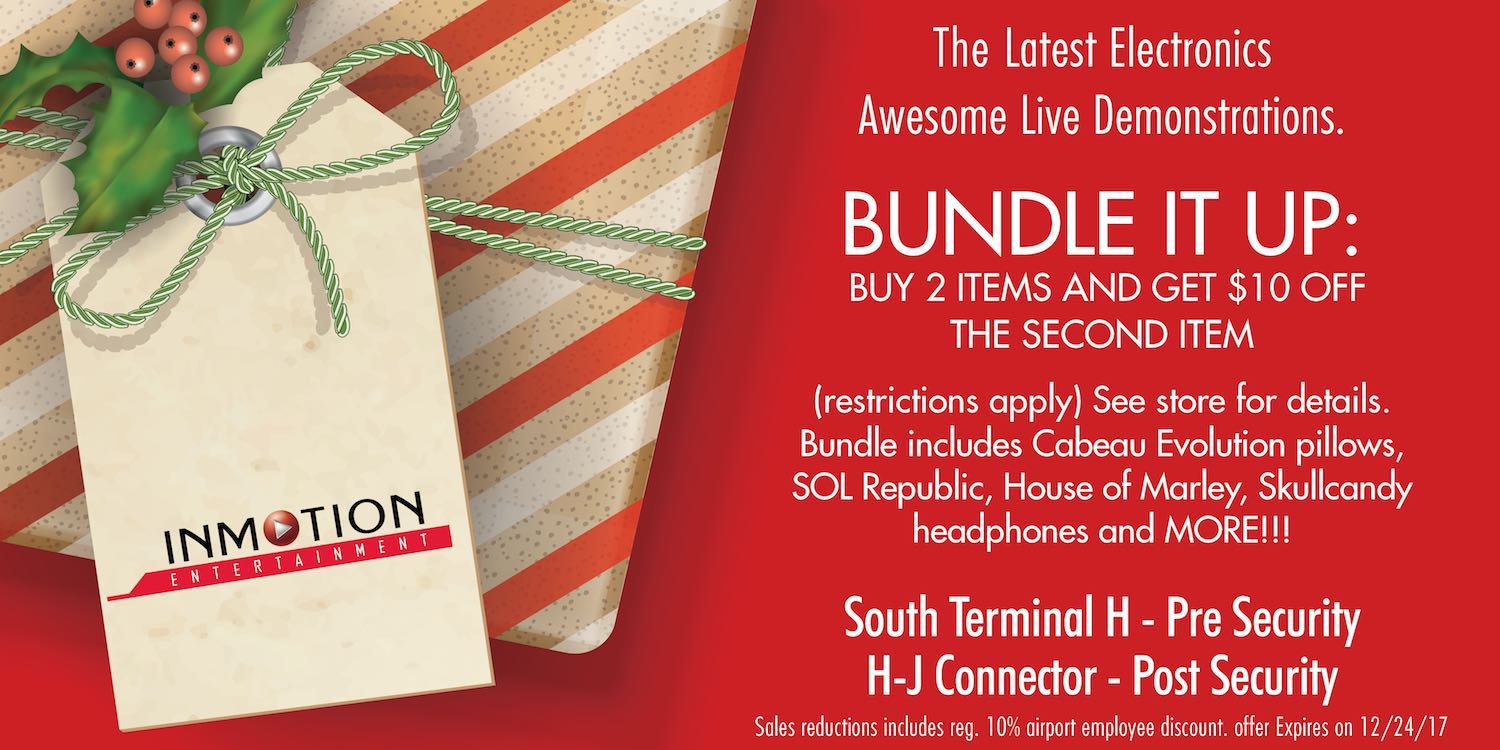 INMOTION
ENTERTAINMENT
The Latest Electronics
Awesome Live Demonstrations.
BUNDLE IT UP:
BUY 2 ITEMS AND GET $10 OFF
THE SECOND ITEM
(restrictions apply) See store for details.
Bundle includes Cabeau Evolution pillows,
SOL Republic, House of Marley, Skullcandy
headphones and MORE!!!
South Terminal H - Pre Security
H-J Connector - Post Security
Sales reductions includes reg. 10% airport employee discount. offer Expires on 12/24/17